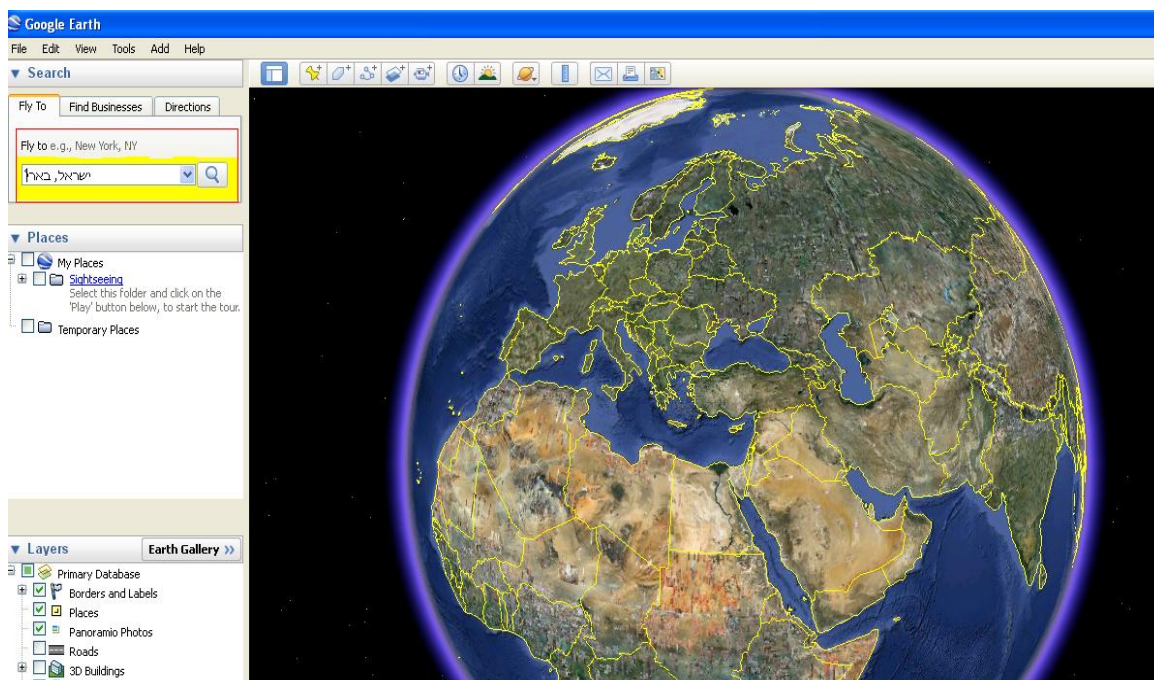 Google Earth
File Edit View Tools Add Help
Search
Fly To Find Businesses Directions
Fly to e.g., New York, NY
ישראל, בארי
Places
My Places
Sightseeing
Select this folder and click on the
'Play' button below, to start the tour.
Temporary Places
Layers Earth Gallery >>
Primary Database
Borders and Labels
Places
Panoramio Photos
Roads
3D Buildings